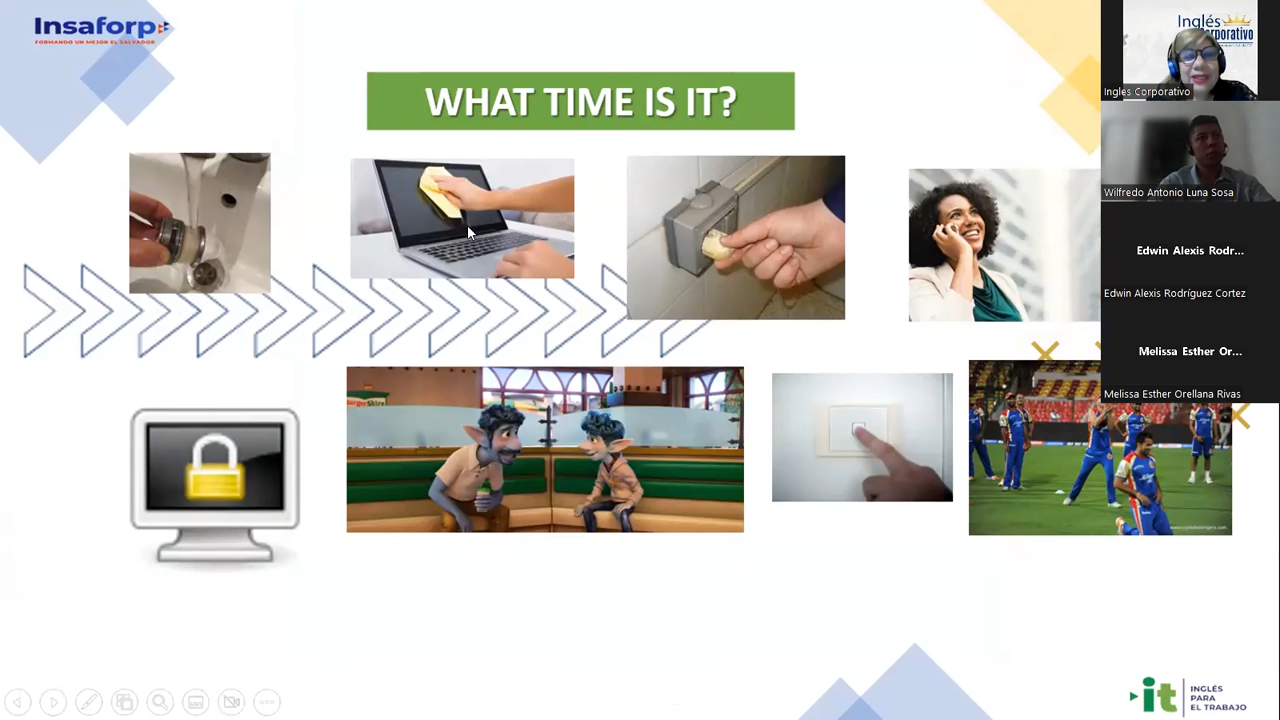 Insaforp
FORMANDO UN MEJOR EL SALVADOR
WHAT TIME IS IT?
Inglés
Corporativo
Ingles Corporativo
Wilfredo Antonio Luna Sosa
Edwin Alexis Rodr...
Edwin Alexis Rodríguez Cortez
Melissa Esther Or...
Melissa Esther Orellana Rivas
it
INGLÉS
PARA
EL TRABAJO